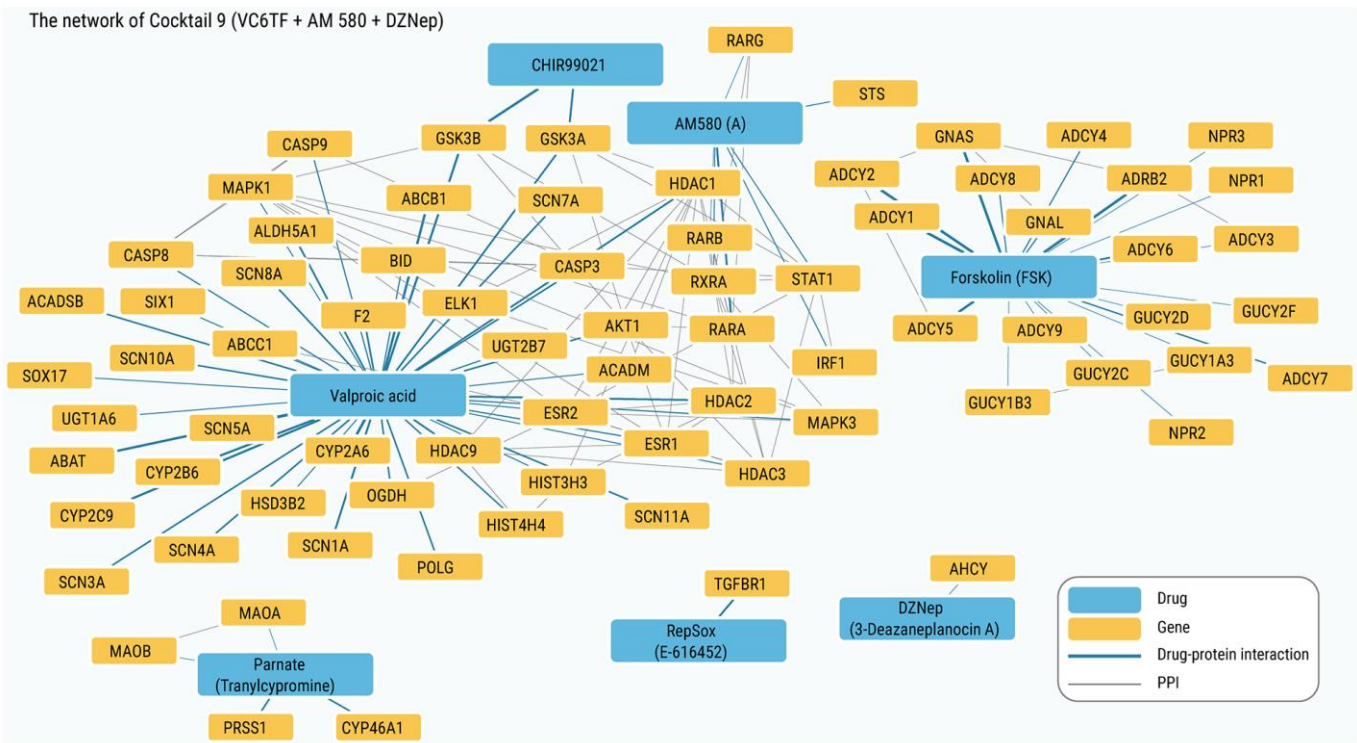 The network of Cocktail 9 (VC6TF + AM 580 + DZNep)
RARG
CHIR99021
STS
AM580 (A)
CASP9
GSK3B
GSK3A
GNAS
ADCY4
NPR3
MAPK1
ABCB1
SCN7A
HDAC1
ADCY2
ADCY8
ADRB2
NPR1
ALDH5A1
RARB
ADCY1
GNAL
CASP8
BID
CASP3
ADCY6
ADCY3
SCN8A
RXRA
STAT1
Forskolin (FSK)
ACADSB
SIX1
F2
ELK1
GUCY2D
GUCY2F
ABCC1
UGT2B7
AKT1
RARA
ADCY5
ADCY9
SCN10A
IRF1
GUCY1A3
SOX17
ACADM
GUCY2C
ADCY7
Valproic acid
HDAC2
GUCY1B3
UGT1A6
SCN5A
ESR2
MAPK3
NPR2
ABAT
CYP2B6
CYP2A6
HDAC9
ESR1
HDAC3
CYP2C9
HSD3B2
OGDH
HIST3H3
SCN4A
SCN1A
HIST4H4
SCN11A
SCN3A
POLG
AHCY
TGFBR1
DZNep
(3-Deazaneplanocin A)
MAOA
RepSox
(E-616452)
MAOB
Parnate
(Tranylcypromine)
PRSS1
CYP46A1
Drug
Gene
Drug-protein interaction
PPI